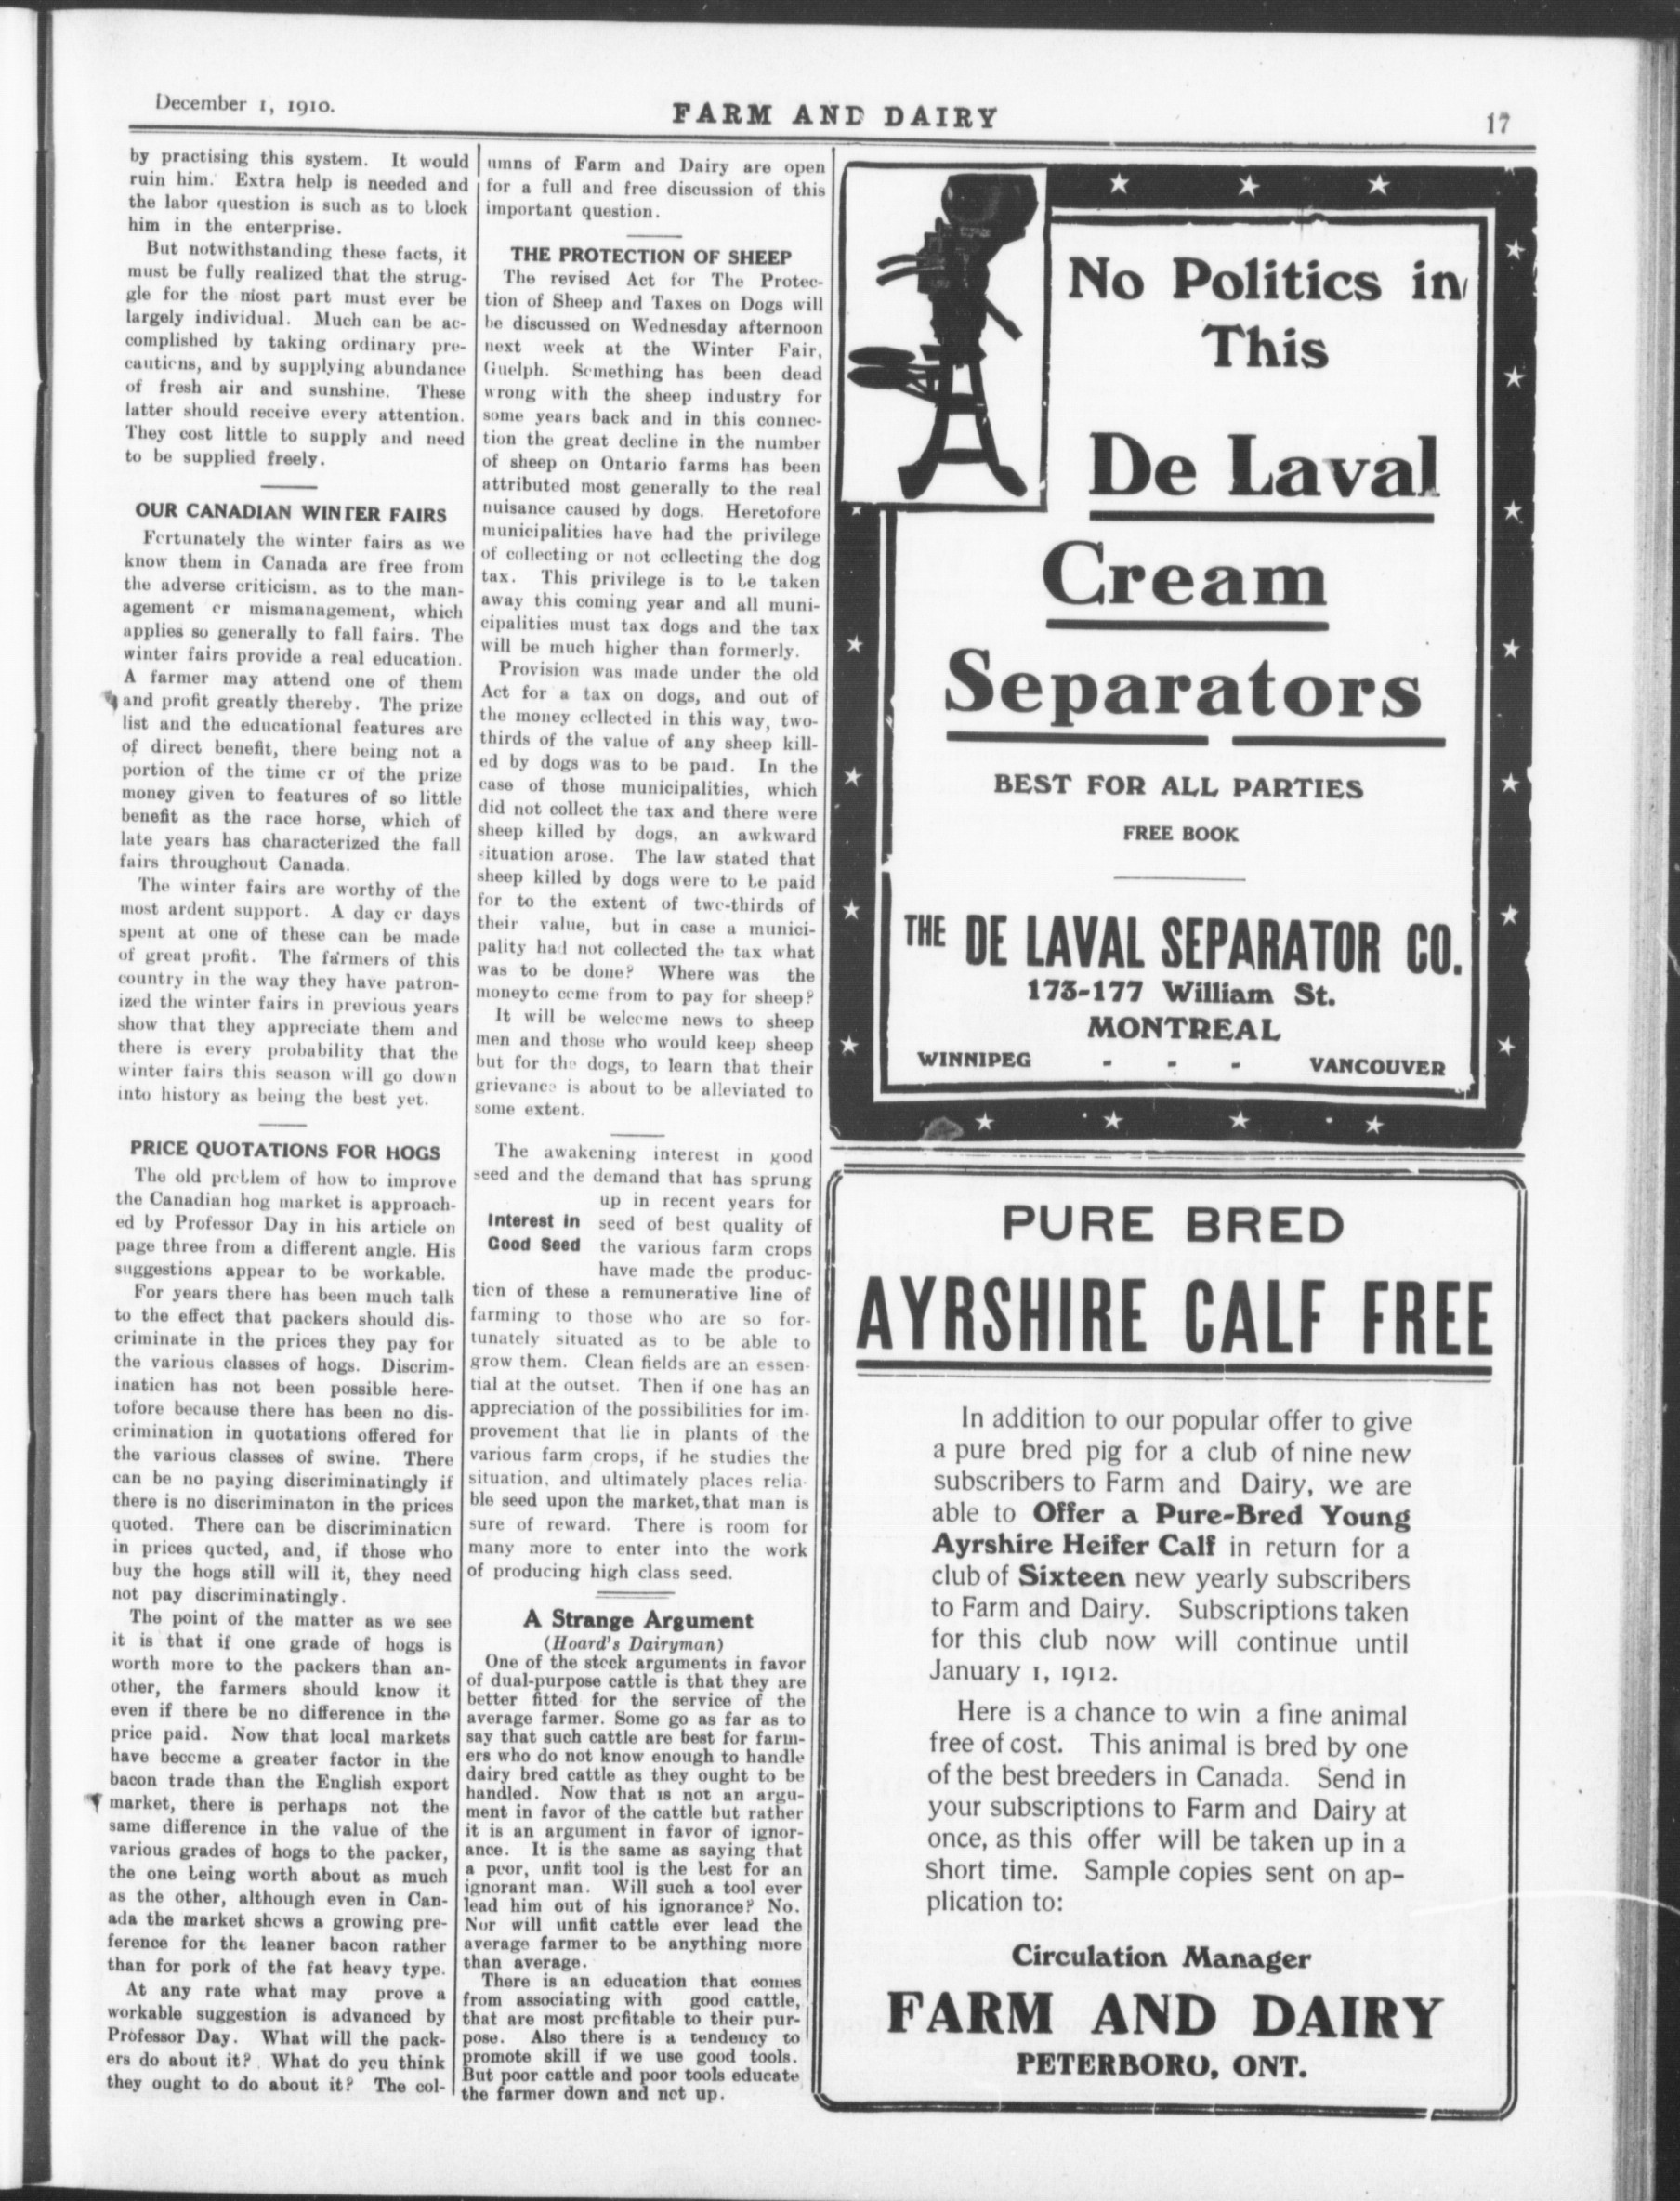 December 1, 1910.
FARM AND DAIRY
17
by practising this system. It would
ruin him. Extra help is needed and
the labor question is such as to block
him in the enterprise.
But notwithstanding these facts, it
must be fully realized that the strug-
gle for the most part must ever be
largely individual. Much can be ac-
complished by taking ordinary pre-
cautions, and by supplying abundance
of fresh air and sunshine. These
latter should receive every attention.
They cost little to supply and need
to be supplied freely.
OUR CANADIAN WINTER FAIRS
Fortunately the winter fairs as we
know them in Canada are free from
the adverse criticism, as to the man-
agement or mismanagement, which
applies so generally to fall fairs. The
winter fairs provide a real education.
A farmer may attend one of them
and profit greatly thereby. The prize
list and the educational features are
of direct benefit, there being not a
portion of the time or of the prize
money given to features of so little
benefit as the race horse, which of
late years has characterized the fall
fairs throughout Canada.
The winter fairs are worthy of the
most ardent support. A day or days
spent at one of these can be made
of great profit. The farmers of this
country in the way they have patron-
ized the winter fairs in previous years
show that they appreciate them and
there is every probability that the
winter fairs this season will go down
into history as being the best yet.
PRICE QUOTATIONS FOR HOGS
The old problem of how to improve
the Canadian hog market is approach-
ed by Professor Day in his article on
page three from a different angle. His
suggestions appear to be workable.
For years there has been much talk
to the effect that packers should dis-
criminate in the prices they pay for
the various classes of hogs. Discrim-
ination has not been possible here-
tofore because there has been no dis-
crimination in quotations offered for
the various classes of swine. There
can be no paying discriminatingly if
there is no discriminaton in the prices
quoted. There can be discrimination
in prices quoted, and, if those who
buy the hogs still will it, they need
not pay discriminatingly.
The point of the matter as we see
it is that if one grade of hogs is
worth more to the packers than an-
other, the farmers should know it
even if there be no difference in the
price paid. Now that local markets
have become a greater factor in the
bacon trade than the English export
market, there is perhaps not the
same difference in the value of the
various grades of hogs to the packer,
the one being worth about as much
as the other, although even in Can-
ada the market shows a growing pre-
ference for the leaner bacon rather
than for pork of the fat heavy type.
At any rate what may prove a
workable suggestion is advanced by
Professor Day. What will the pack-
ers do about it? What do you think
they ought to do about it? The col-
umns of Farm and Dairy are open
for a full and free discussion of this
important question.
THE PROTECTION OF SHEEP
The revised Act for The Protec-
tion of Sheep and Taxes on Dogs will
be discussed on Wednesday afternoon
next week at the Winter Fair,
Guelph. Something has been dead
wrong with the sheep industry for
some years back and in this connec-
tion the great decline in the number
of sheep on Ontario farms has been
attributed most generally to the real
nuisance caused by dogs. Heretofore
municipalities have had the privilege
of collecting or not collecting the dog
tax. This privilege is to be taken
away this coming year and all muni-
cipalities must tax dogs and the tax
will be much higher than formerly.
Provision was made under the old
Act for a tax on dogs, and out of
the money collected in this way, two-
thirds of the value of any sheep kill-
ed by dogs was to be paid. In the
case of those municipalities, which
did not collect the tax and there were
sheep killed by dogs, an awkward
situation arose. The law stated that
sheep killed by dogs were to be paid
for to the extent of two-thirds of
their value, but in case a munici-
pality had not collected the tax what
was to be done? Where was the
money to come from to pay for sheep?
It will be welcome news to sheep
men and those who would keep sheep
but for the dogs, to learn that their
grievance is about to be alleviated to
some extent.
The awakening interest in good
seed and the demand that has sprung
up in recent years for
Interest in
seed of best quality of
Good Seed
the various farm crops
have made the produc-
tion of these a remunerative line of
farming to those who are so for-
tunately situated as to be able to
grow them. Clean fields are an essen-
tial at the outset. Then if one has an
appreciation of the possibilities for im-
provement that lie in plants of the
various farm crops, if he studies the
situation, and ultimately places relia-
ble seed upon the market, that man is
sure of reward. There is room for
many more to enter into the work
of producing high class seed.
A Strange Argument
(Hoard's Dairyman)
One of the stock arguments in favor
of dual-purpose cattle is that they are
better fitted for the service of the
average farmer. Some go as far as to
say that such cattle are best for farm-
ers who do not know enough to handle
dairy bred cattle as they ought to be
handled. Now that is not an argu-
ment in favor of the cattle but rather
it is an argument in favor of ignor-
ance. It is the same as saying that
a poor, unfit tool is the best for an
ignorant man. Will such a tool ever
lead him out of his ignorance? No.
Nor will unfit cattle ever lead the
average farmer to be anything more
than average.
There is an education that comes
from associating with good cattle,
that are most profitable to their pur-
pose. Also there is a tendency to
promote skill if we use good tools.
But poor cattle and poor tools educate
the farmer down and not up.
No Politics in
This
De Laval
Cream
Separators
BEST FOR ALL PARTIES
FREE BOOK
THE DE LAVAL SEPARATOR CO.
173-177 William St.
MONTREAL
WINNIPEG - - - VANCOUVER
PURE BRED
AYRSHIRE CALF FREE
In addition to our popular offer to give
a pure bred pig for a club of nine new
subscribers to Farm and Dairy, we are
able to Offer a Pure-Bred Young
Ayrshire Heifer Calf in return for a
club of Sixteen new yearly subscribers
to Farm and Dairy. Subscriptions taken
for this club now will continue until
January 1, 1912.
Here is a chance to win a fine animal
free of cost. This animal is bred by one
of the best breeders in Canada. Send in
your subscriptions to Farm and Dairy at
once, as this offer will be taken up in a
short time. Sample copies sent on ap-
plication to:
Circulation Manager
FARM AND DAIRY
PETERBORO, ONT.